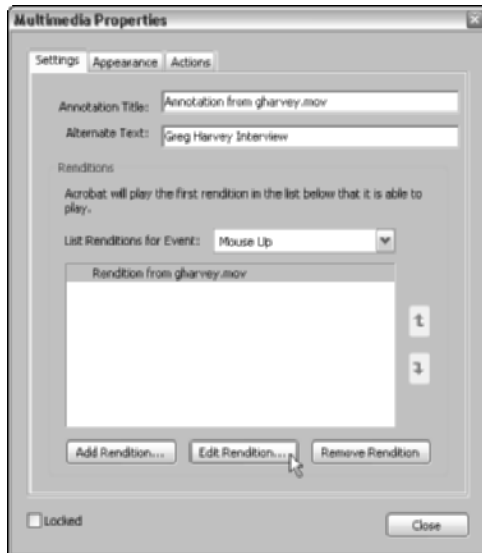 Multimedia Properties
Settings Appearance Actions
Annotation Title: Annotation from gharvey.mov
Alternate Text: Greg Harvey Interview
Renditions
Acrobat will play the first rendition in the list below that it is able to
play.
List Renditions for Event: Mouse Up
Rendition from gharvey.mov
Add Rendition... Edit Rendition... Remove Rendition
Locked Close